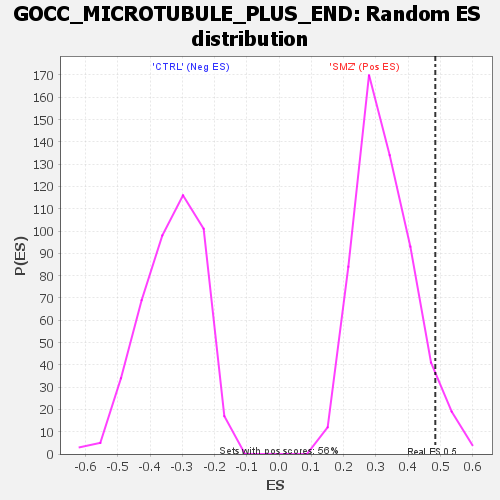 GOCC_MICROTUBULE_PLUS_END: Random ES
distribution
'CTRL' (Neg ES)
'SMZ' (Pos ES)
170
160
150
140
130
120
110
100
90
80
70
60
50
40
30
20
10
0
P(ES)
Sets with pos scores: 56%
Real ES 0.5
-0.6 -0.5 -0.4 -0.3 -0.2 -0.1 0.0 0.1 0.2 0.3 0.4 0.5 0.6
ES